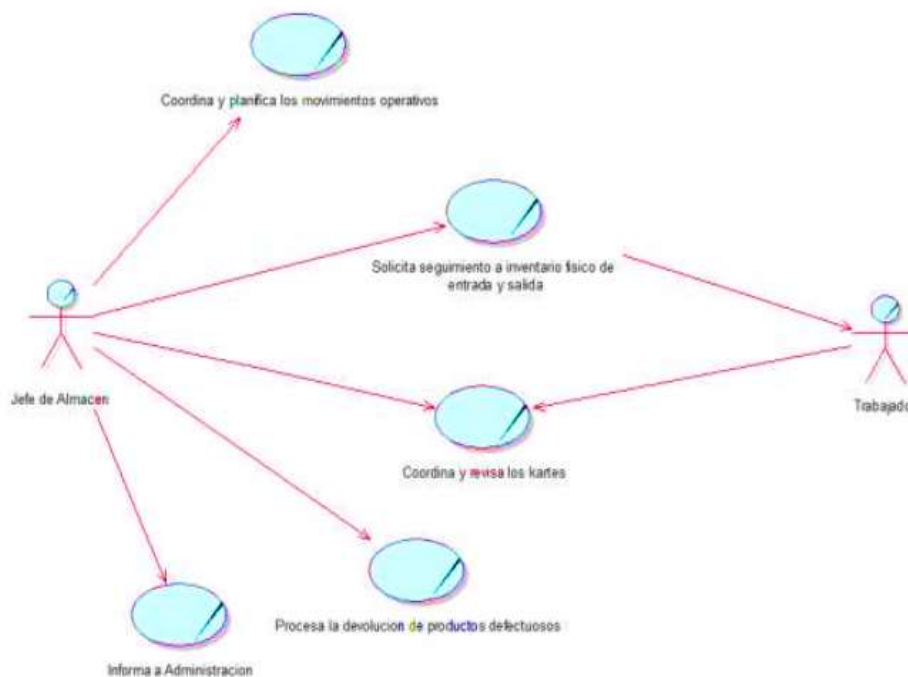 Coordina y planifica los movimientos operativos
Solicita seguimiento a inventario fisico de
entrada y salida
Jefe de Almacen
Trabajado
Coordina y revisa los kartes
Procesa la devolucion de productos defectuosos
Informa a Administracion